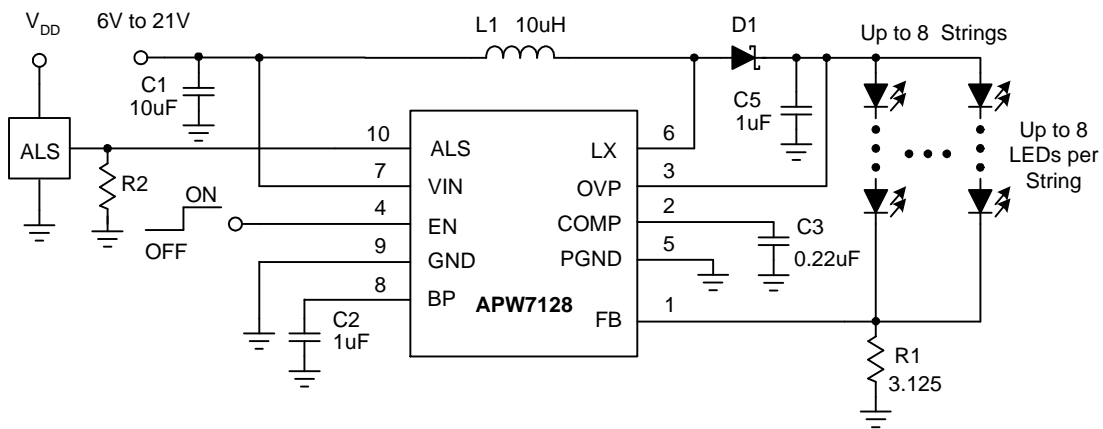 VDD
6V to 21V
L1 10uH
D1
Up to 8 Strings
C1
10uF
C5
1uF
ALS
R2
ON
OFF
10
7
4
9
8
ALS
VIN
EN
GND
BP
APW7128
LX
OVP
COMP
PGND
FB
6
3
2
5
1
C2
1uF
C3
0.22uF
Up to 8
LEDs per
String
R1
3.125